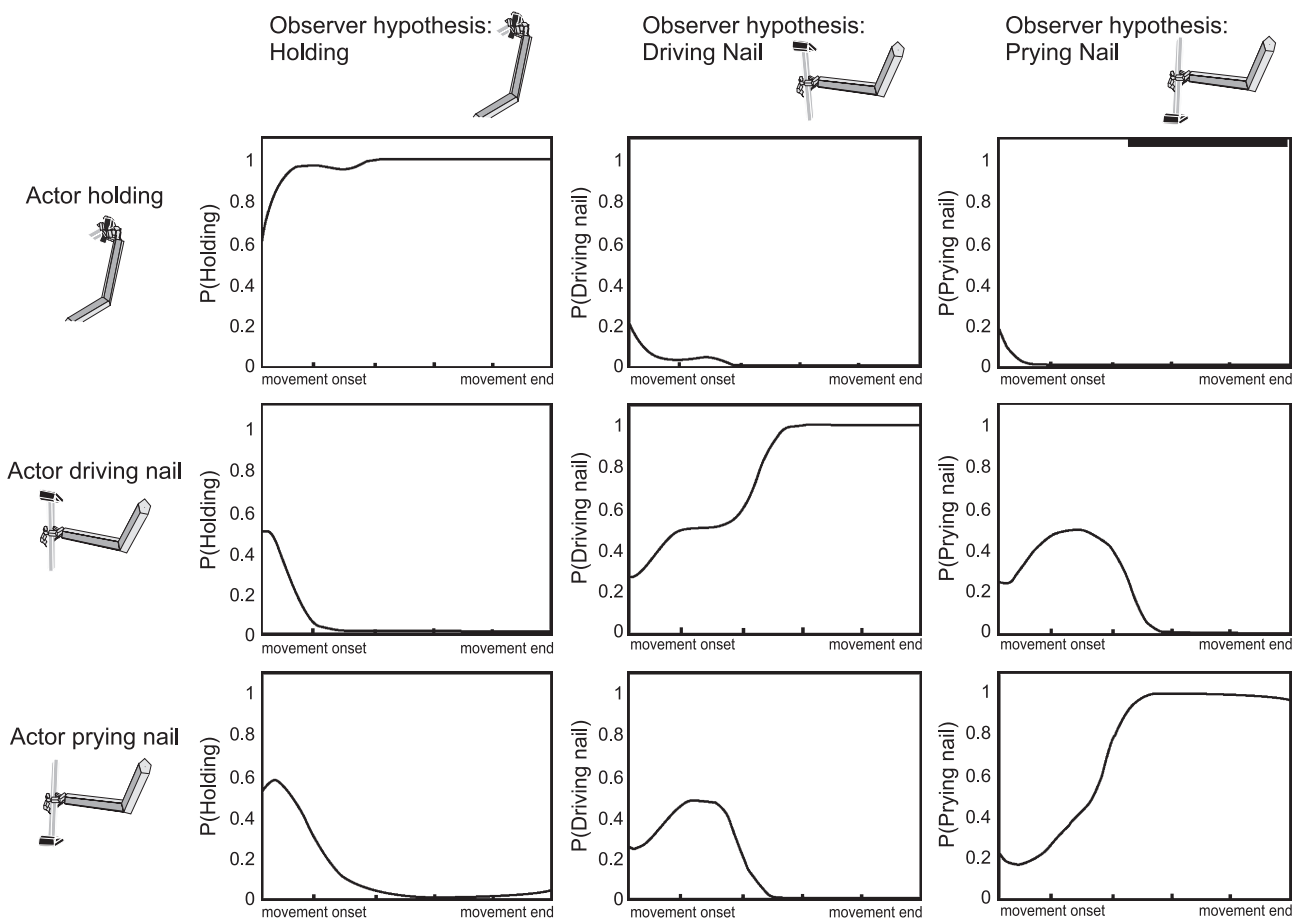 Observer hypothesis:
Holding
Observer hypothesis:
Driving Nail
Observer hypothesis:
Prying Nail
Actor holding
P(Holding)
1
0.8
0.6
0.4
0.2
0
movement onset
movement end
P(Driving nail)
1
0.8
0.6
0.4
0.2
0
movement onset
movement end
P(Prying nail)
1
0.8
0.6
0.4
0.2
0
movement onset
movement end
Actor driving nail
P(Holding)
1
0.8
0.6
0.4
0.2
0
movement onset
movement end
P(Driving nail)
1
0.8
0.6
0.4
0.2
0
movement onset
movement end
P(Prying nail)
1
0.8
0.6
0.4
0.2
0
movement onset
movement end
Actor prying nail
P(Holding)
1
0.8
0.6
0.4
0.2
0
movement onset
movement end
P(Driving nail)
1
0.8
0.6
0.4
0.2
0
movement onset
movement end
P(Prying nail)
1
0.8
0.6
0.4
0.2
0
movement onset
movement end